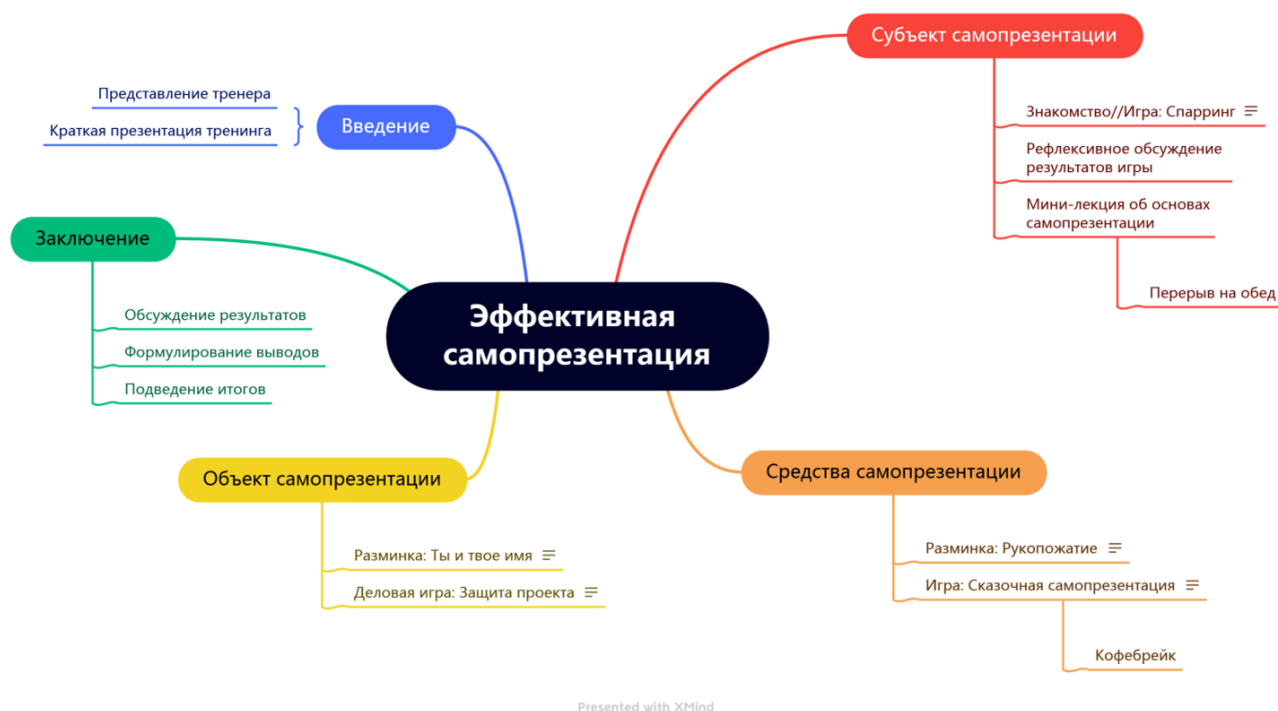 Эффективная
самопрезентация
Введение
Представление тренера
Краткая презентация тренинга
Субъект самопрезентации
Знакомство//Игра: Спарринг
Рефлексивное обсуждение
результатов игры
Мини-лекция об основах
самопрезентации
Перерыв на обед
Средства самопрезентации
Разминка: Рукопожатие
Игра: Сказочная самопрезентация
Кофебрейк
Объект самопрезентации
Разминка: Ты и твое имя
Деловая игра: Защита проекта
Заключение
Обсуждение результатов
Формулирование выводов
Подведение итогов
Presented with XMind